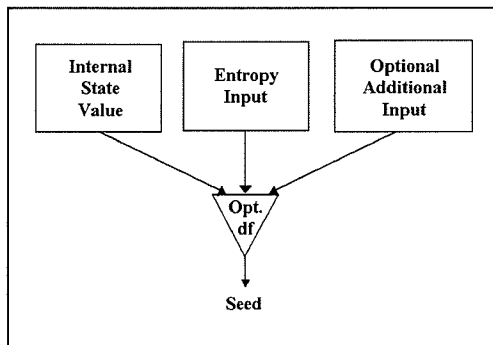 Internal
State
Value
Entropy
Input
Optional
Additional
Input
Opt.
df
Seed